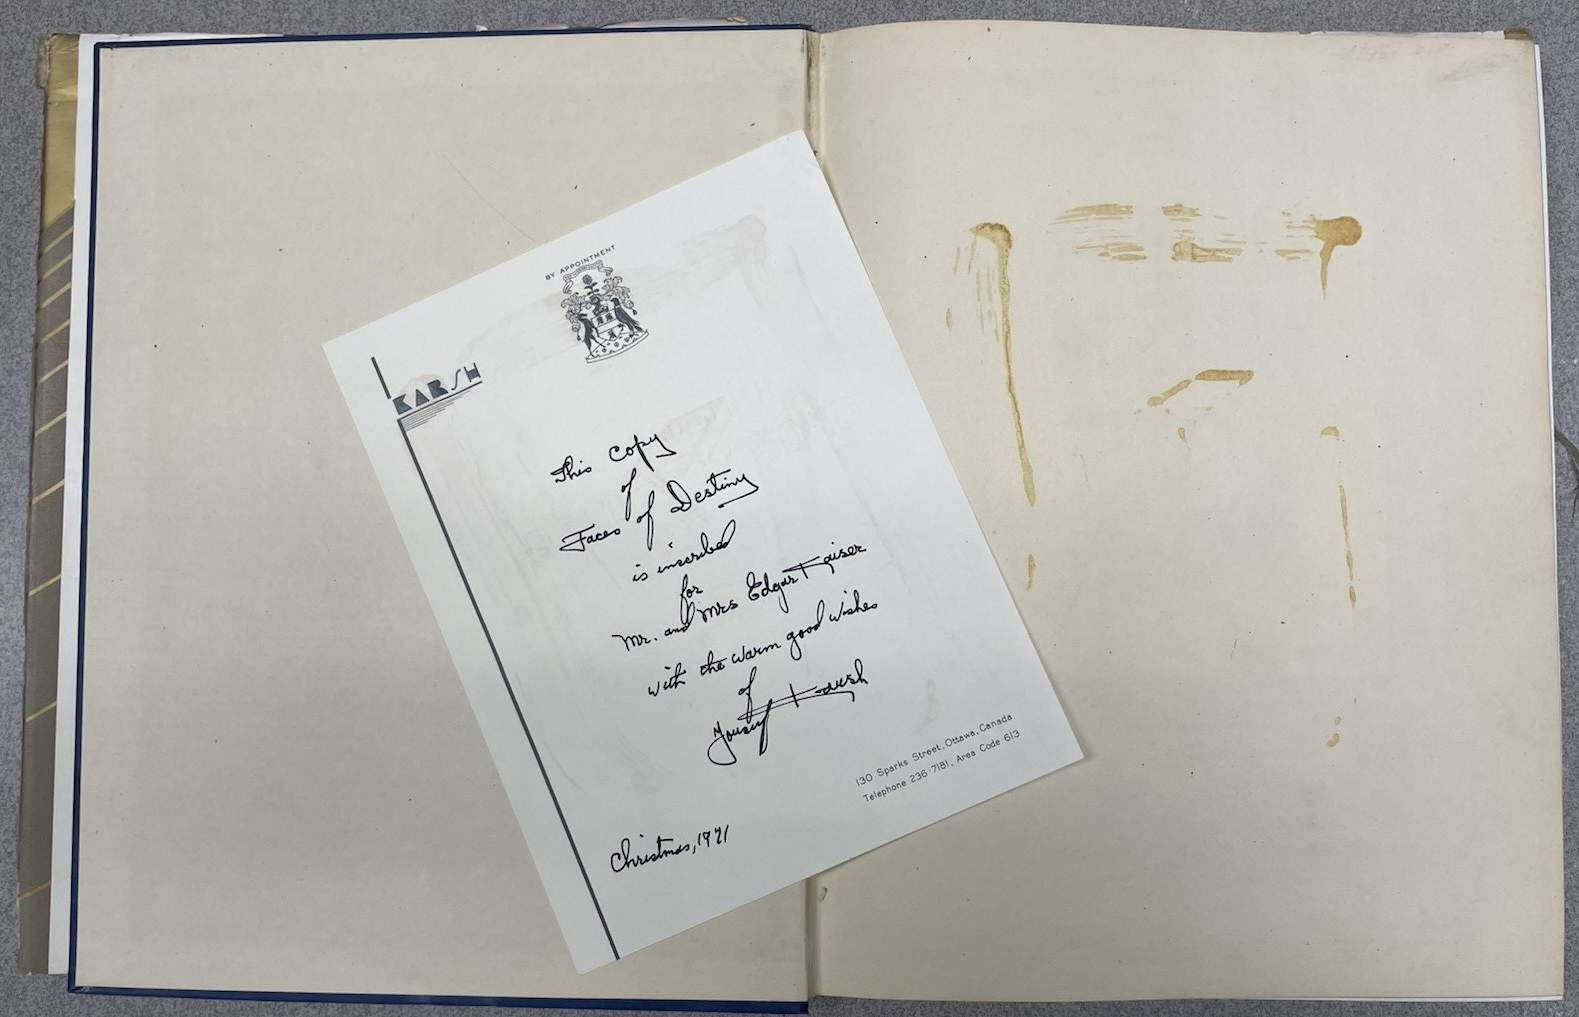 BY APPOINTMENT
KARSH
This copy
of
Faces of Destiny
is inscribed
for
Mr. and Mrs Edgar Kaiser
with the warm good wishes
of
Yousuf Karsh
130 Sparks Street, Ottawa, Canada
Telephone 236-7181, Area Code 613
Christmas, 1971